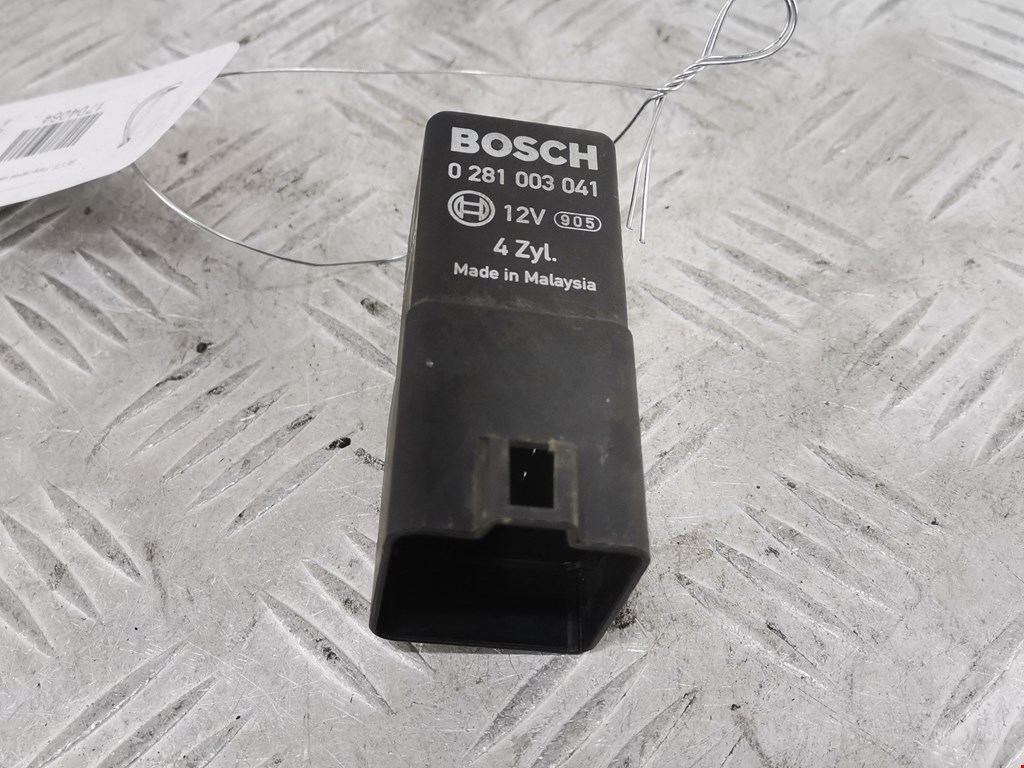 BOSCH
0 281 003 041
12V 905
4 Zyl.
Made in Malaysia